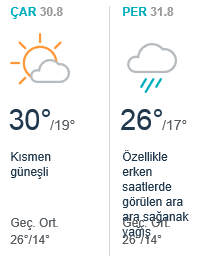 ÇAR 30.8
30°/19°
Kısmen
güneşli
Geç. Ort.
26°/14°
PER 31.8
26°/17°
Özellikle
erken
saatlerde
görülen ara
ara sağanak
yağış
Geç. Ort.
26°/14°